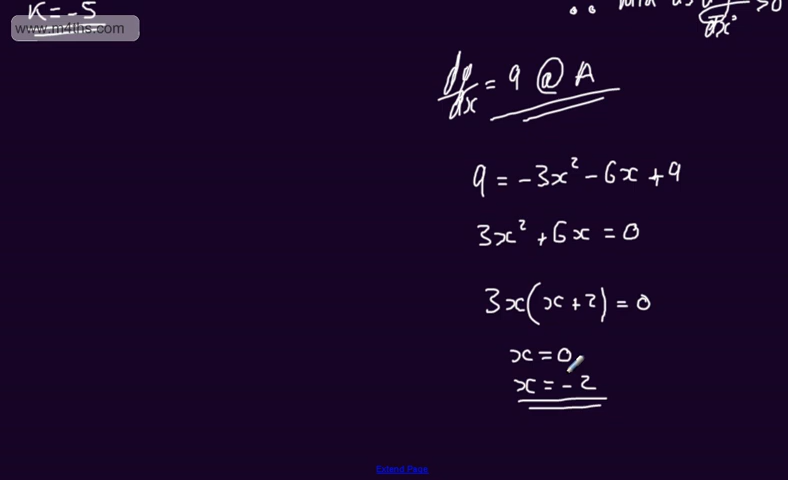 K = -5
www.m4ths.com
dy/dx = 9 @ A
9 = -3x² - 6x + 9
3x² + 6x = 0
3x(x + 2) = 0
x = 0
x = -2
Extend Page